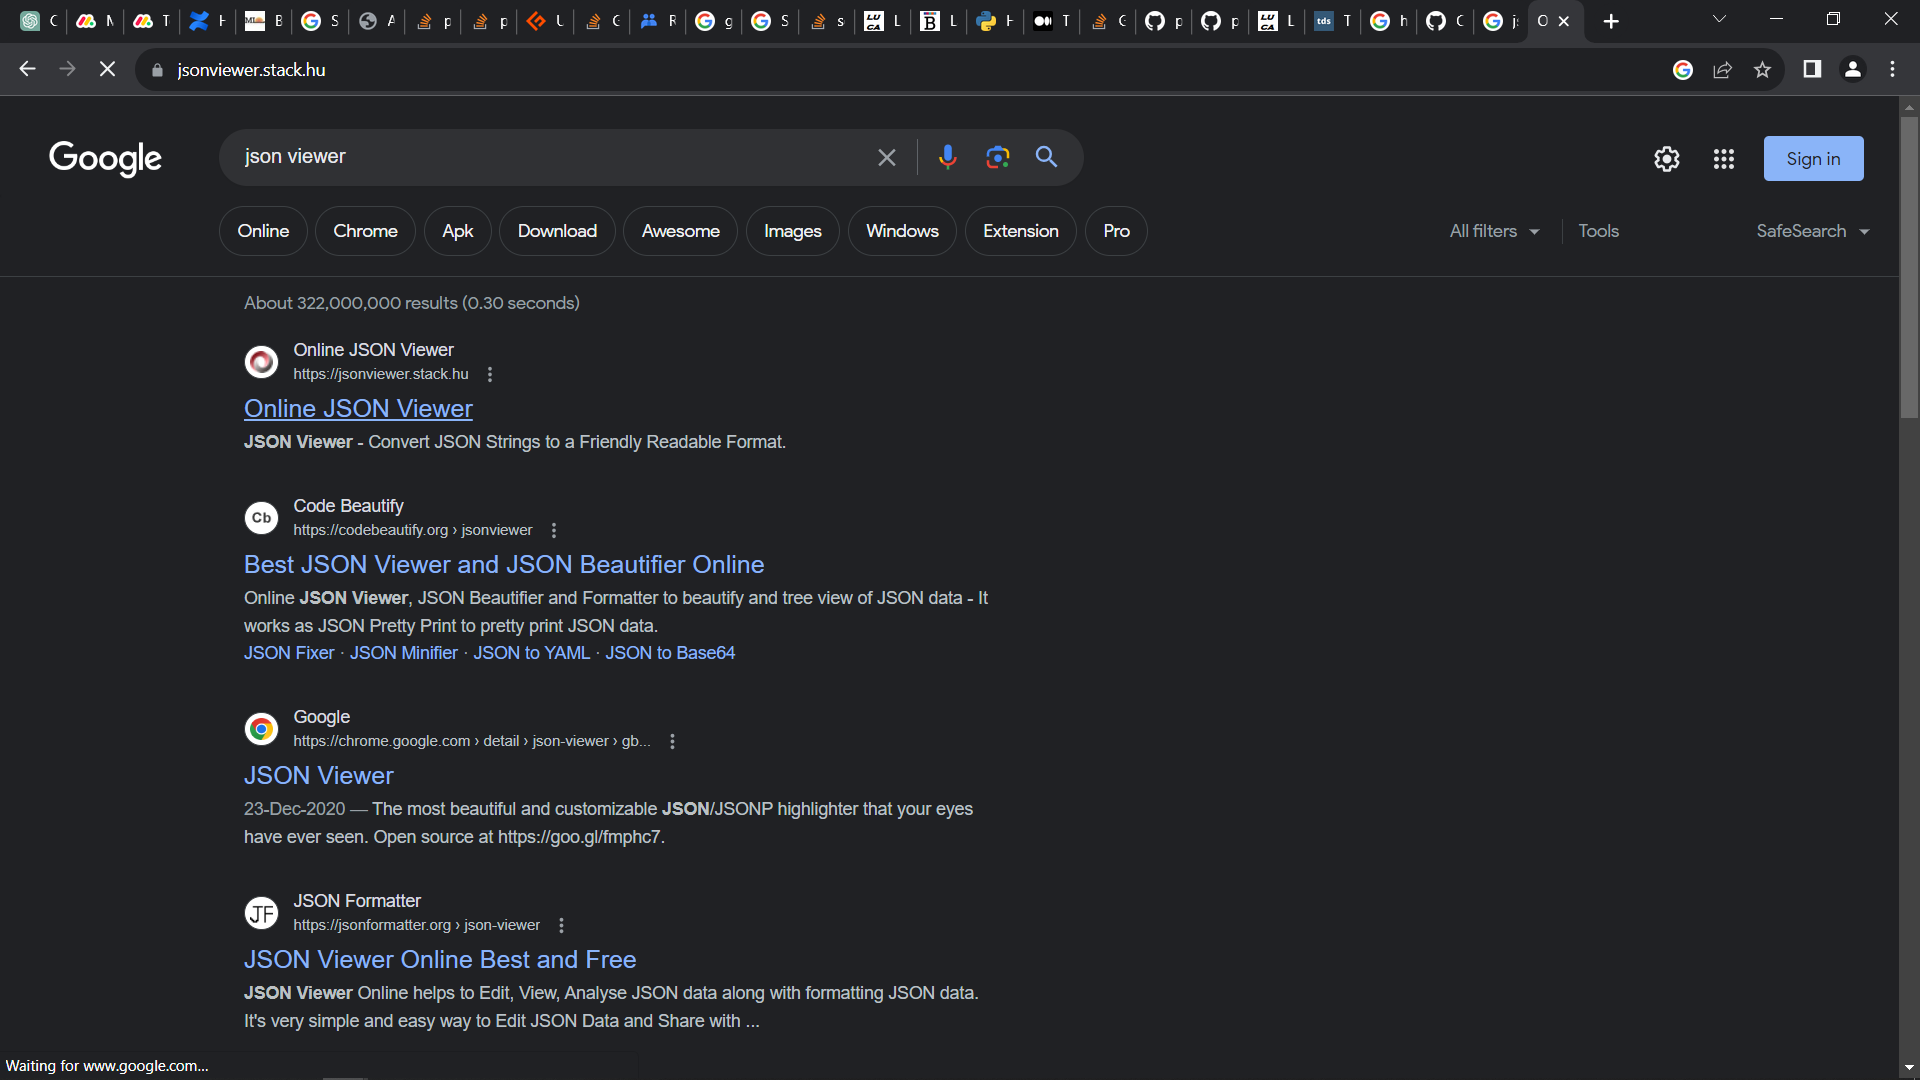 C M T H B S A p p U G R g S s L L H T G p p L T h C js O
jsonviewer.stack.hu
Google
json viewer
Sign in
Online Chrome Apk Download Awesome Images Windows Extension Pro All filters Tools SafeSearch
About 322,000,000 results (0.30 seconds)
Online JSON Viewer
https://jsonviewer.stack.hu
Online JSON Viewer
JSON Viewer - Convert JSON Strings to a Friendly Readable Format.
Cb
Code Beautify
https://codebeautify.org › jsonviewer
Best JSON Viewer and JSON Beautifier Online
Online JSON Viewer, JSON Beautifier and Formatter to beautify and tree view of JSON data - It
works as JSON Pretty Print to pretty print JSON data.
JSON Fixer · JSON Minifier · JSON to YAML · JSON to Base64
Google
https://chrome.google.com › detail › json-viewer › gb...
JSON Viewer
23-Dec-2020 — The most beautiful and customizable JSON/JSONP highlighter that your eyes
have ever seen. Open source at https://goo.gl/fmphc7.
JF
JSON Formatter
https://jsonformatter.org › json-viewer
JSON Viewer Online Best and Free
JSON Viewer Online helps to Edit, View, Analyse JSON data along with formatting JSON data.
It's very simple and easy way to Edit JSON Data and Share with ...
Waiting for www.google.com...